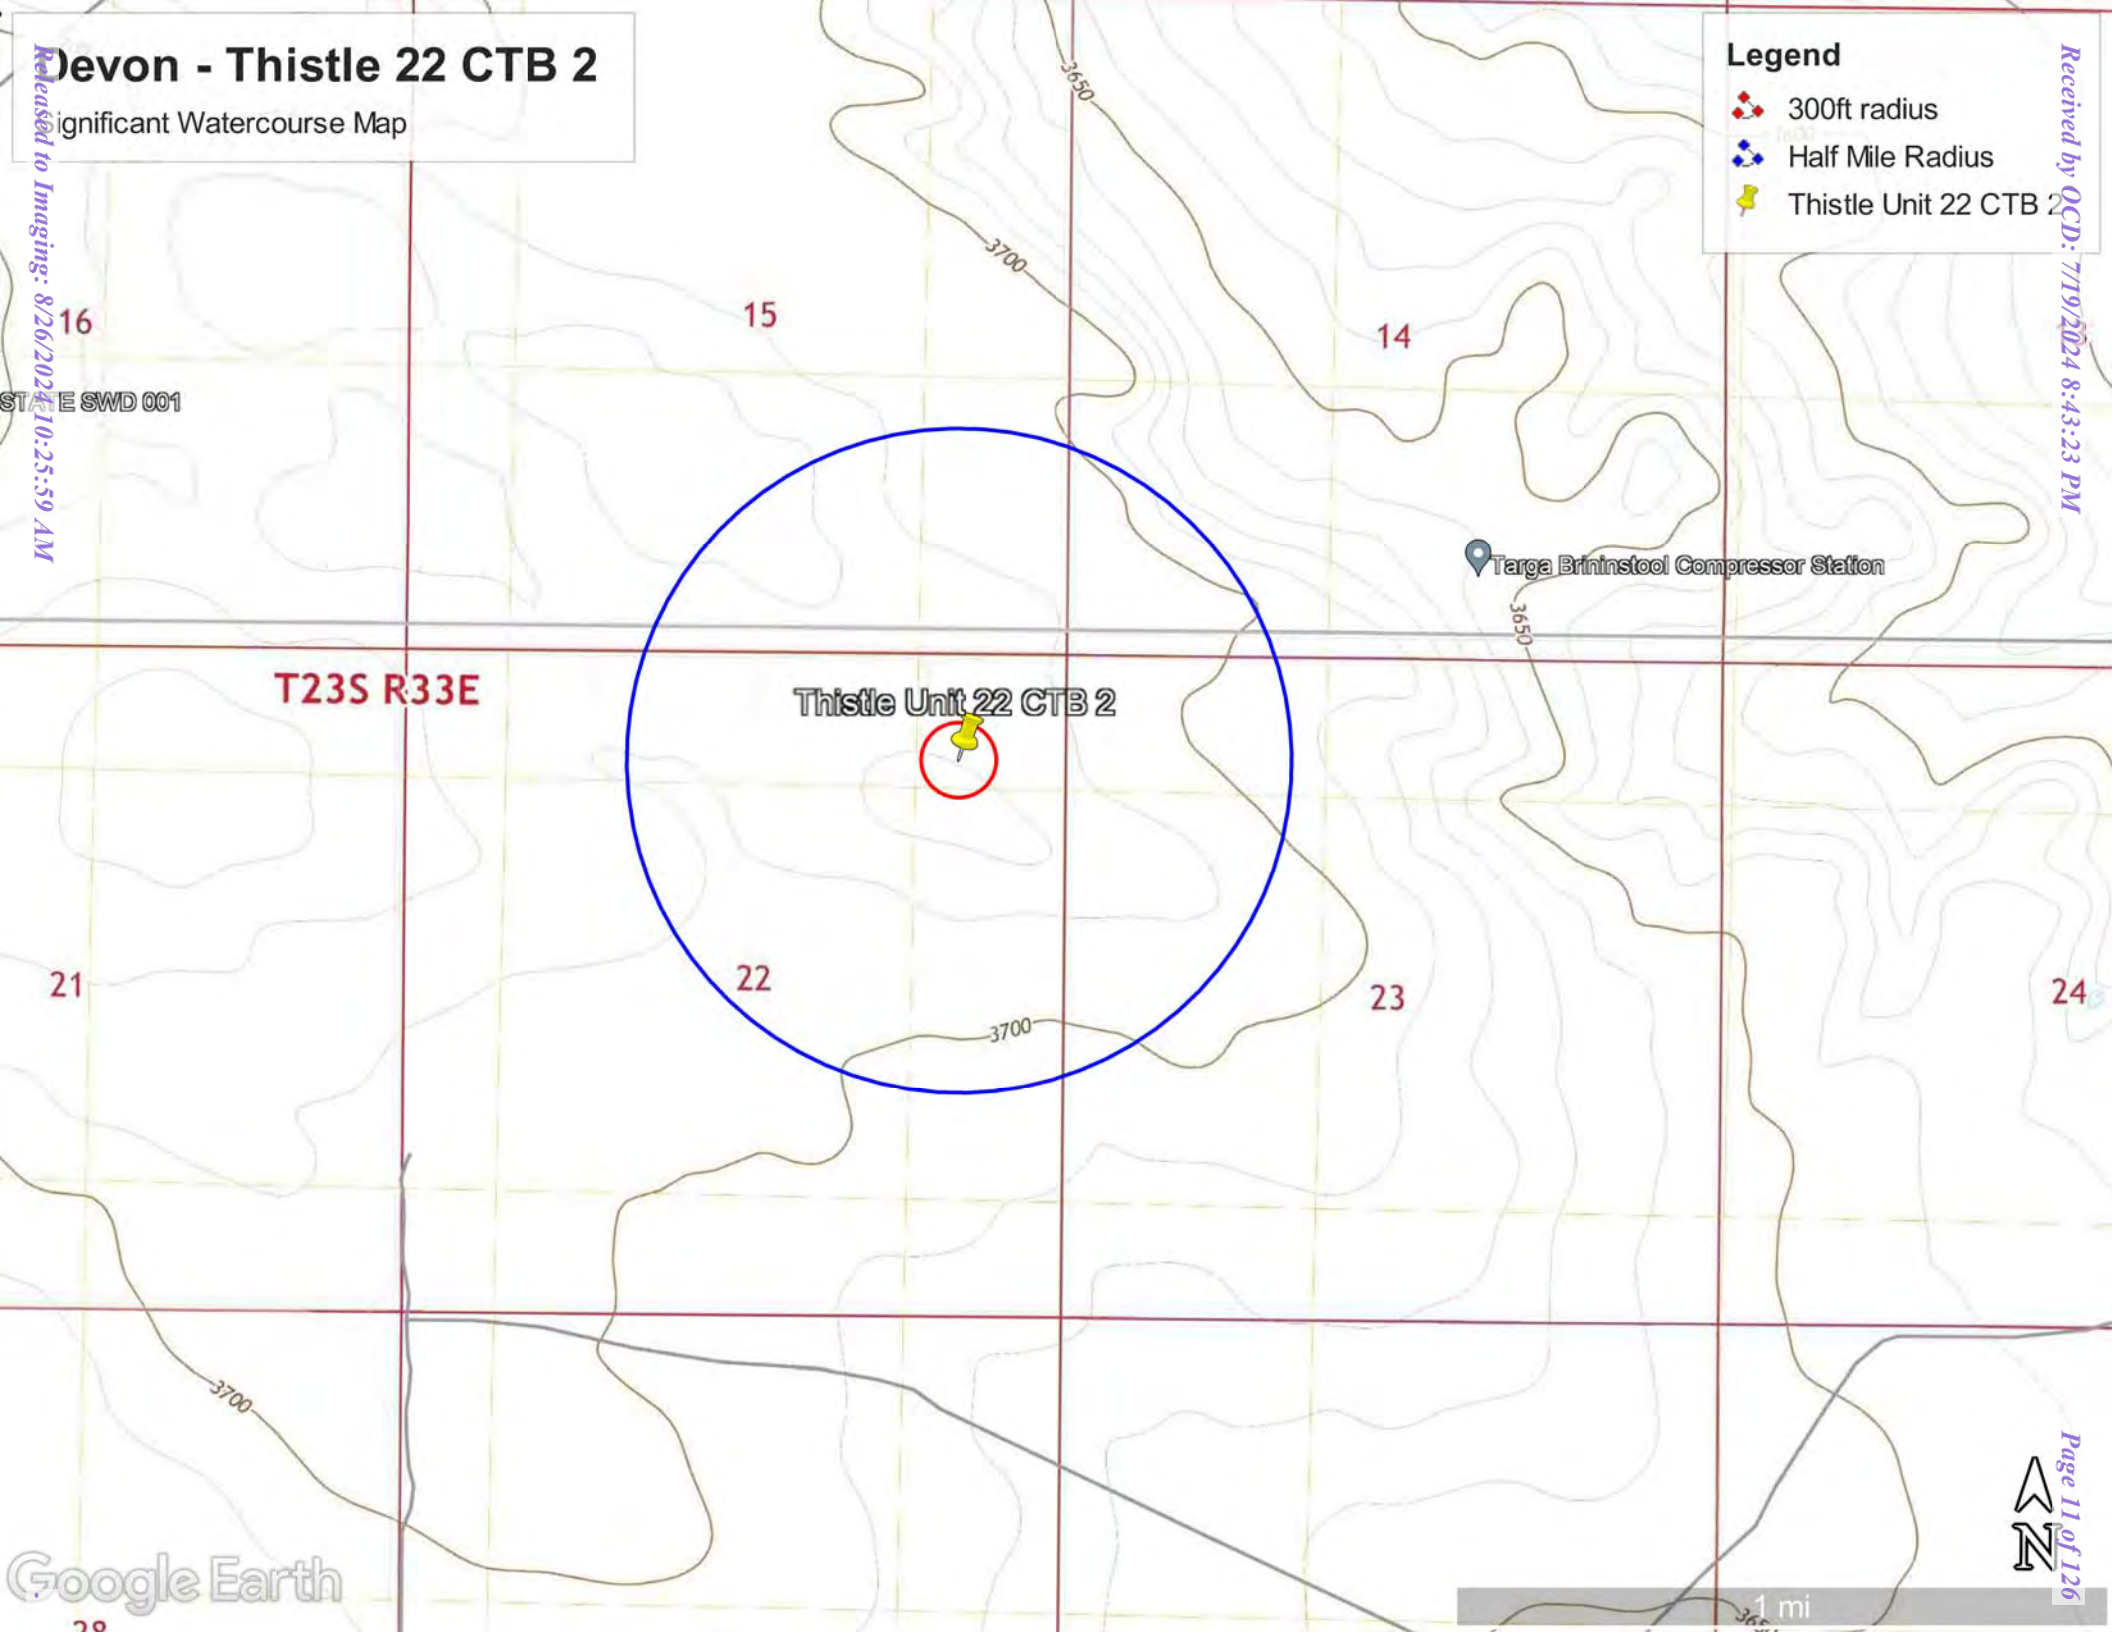 Devon - Thistle 22 CTB 2
Significant Watercourse Map
Legend
300ft radius
Half Mile Radius
Thistle Unit 22 CTB 2
Released to Imaging: 8/26/2024 10:25:59 AM
Received by OCD: 7/19/2024 8:43:23 PM
3650
3700
16
15
14
STATE SWD 001
Targa Brininstool Compressor Station
3650
T23S R33E
Thistle Unit 22 CTB 2
21
22
23
24
3700
3700
Page 11 of 126
N
Google Earth
1 mi
28